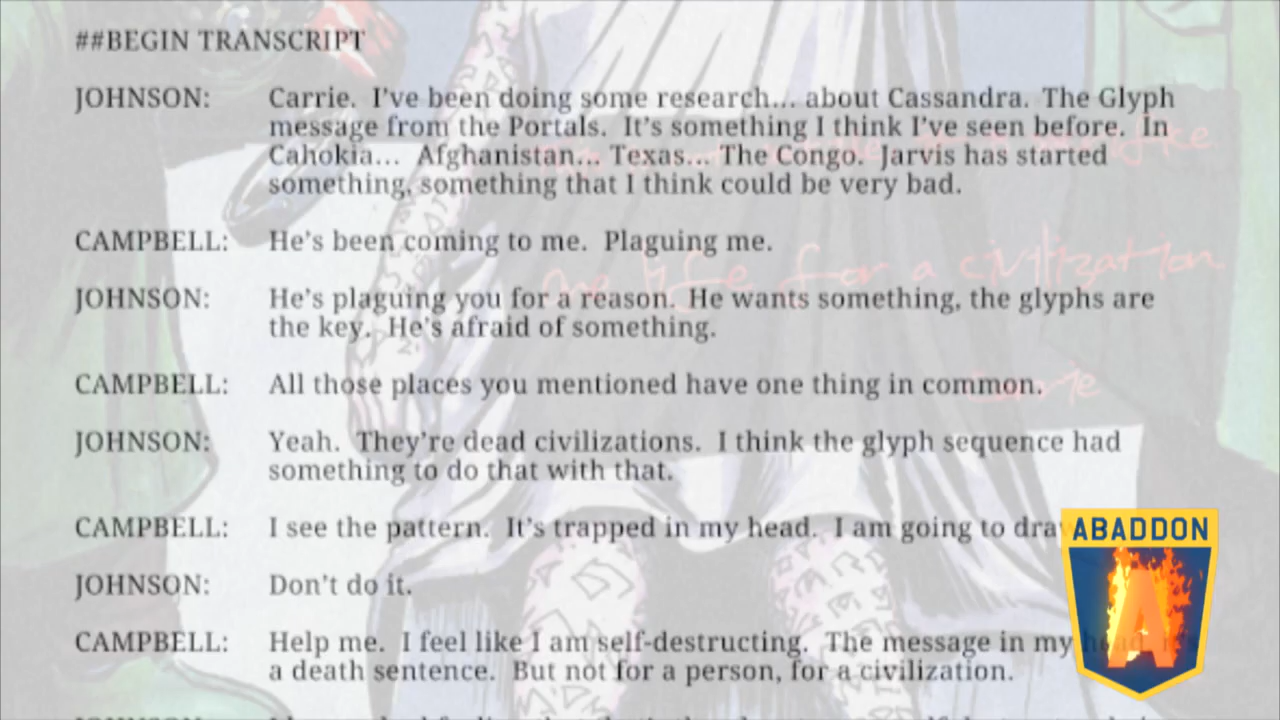 ##BEGIN TRANSCRIPT
JOHNSON: Carrie. I've been doing some research... about Cassandra. The Glyph
message from the Portals. It's something I think I've seen before. In
Cahokia... Afghanistan... Texas... The Congo. Jarvis has started
something, something that I think could be very bad.
CAMPBELL: He's been coming to me. Plaguing me.
JOHNSON: He's plaguing you for a reason. He wants something, the glyphs are
the key. He's afraid of something.
CAMPBELL: All those places you mentioned have one thing in common.
JOHNSON: Yeah. They're dead civilizations. I think the glyph sequence had
something to do that with that.
CAMPBELL: I see the pattern. It's trapped in my head. I am going to
JOHNSON: Don't do it.
CAMPBELL: Help me. I feel like I am self-destructing. The message in my
a death sentence. But not for a person, for a civilization.
one life for a civilization
ABADDON
A